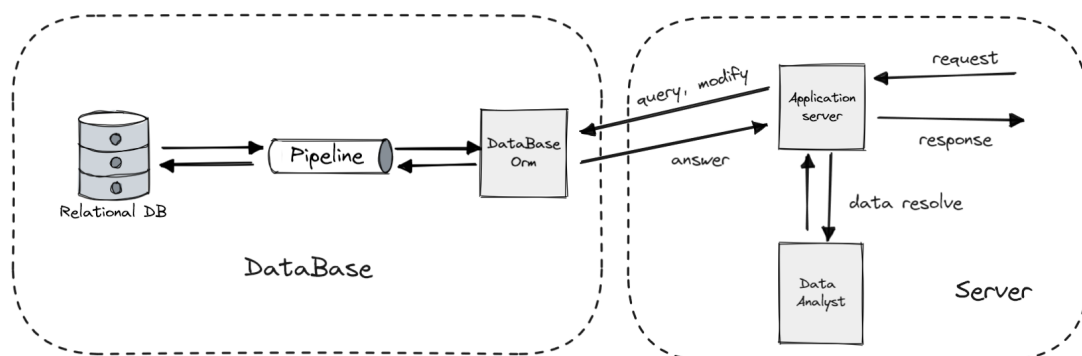 request
query, modify
Application
server
response
Pipeline
DataBase
Orm
answer
Relational DB
data resolve
DataBase
Data
Analyst
Server